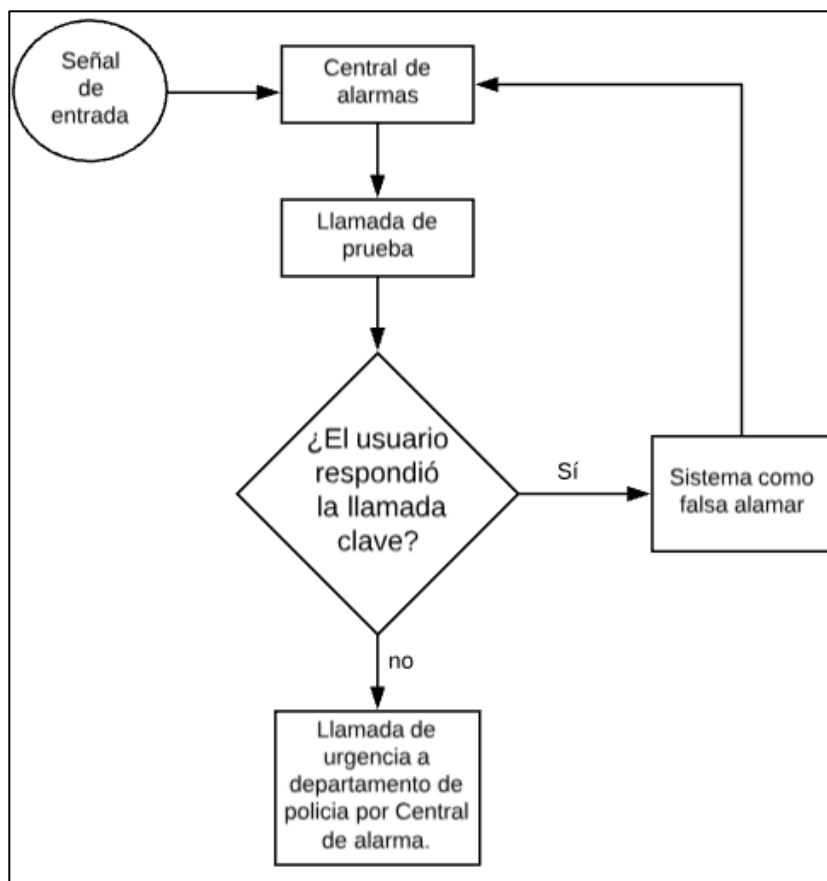 Señal
de
entrada
Central de
alarmas
Llamada de
prueba
¿El usuario
respondió
la llamada
clave?
Sí
Sistema como
falsa alamar
no
Llamada de
urgencia a
departamento de
policia por Central
de alarma.